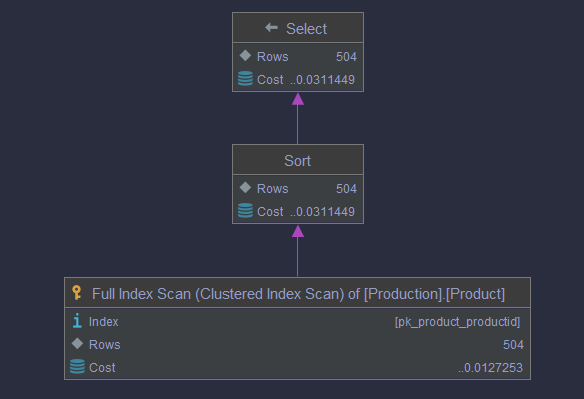 Select
Rows 504
Cost ..0.0311449
Sort
Rows 504
Cost ..0.0311449
Full Index Scan (Clustered Index Scan) of [Production].[Product]
Index [pk_product_productid]
Rows 504
Cost ..0.0127253